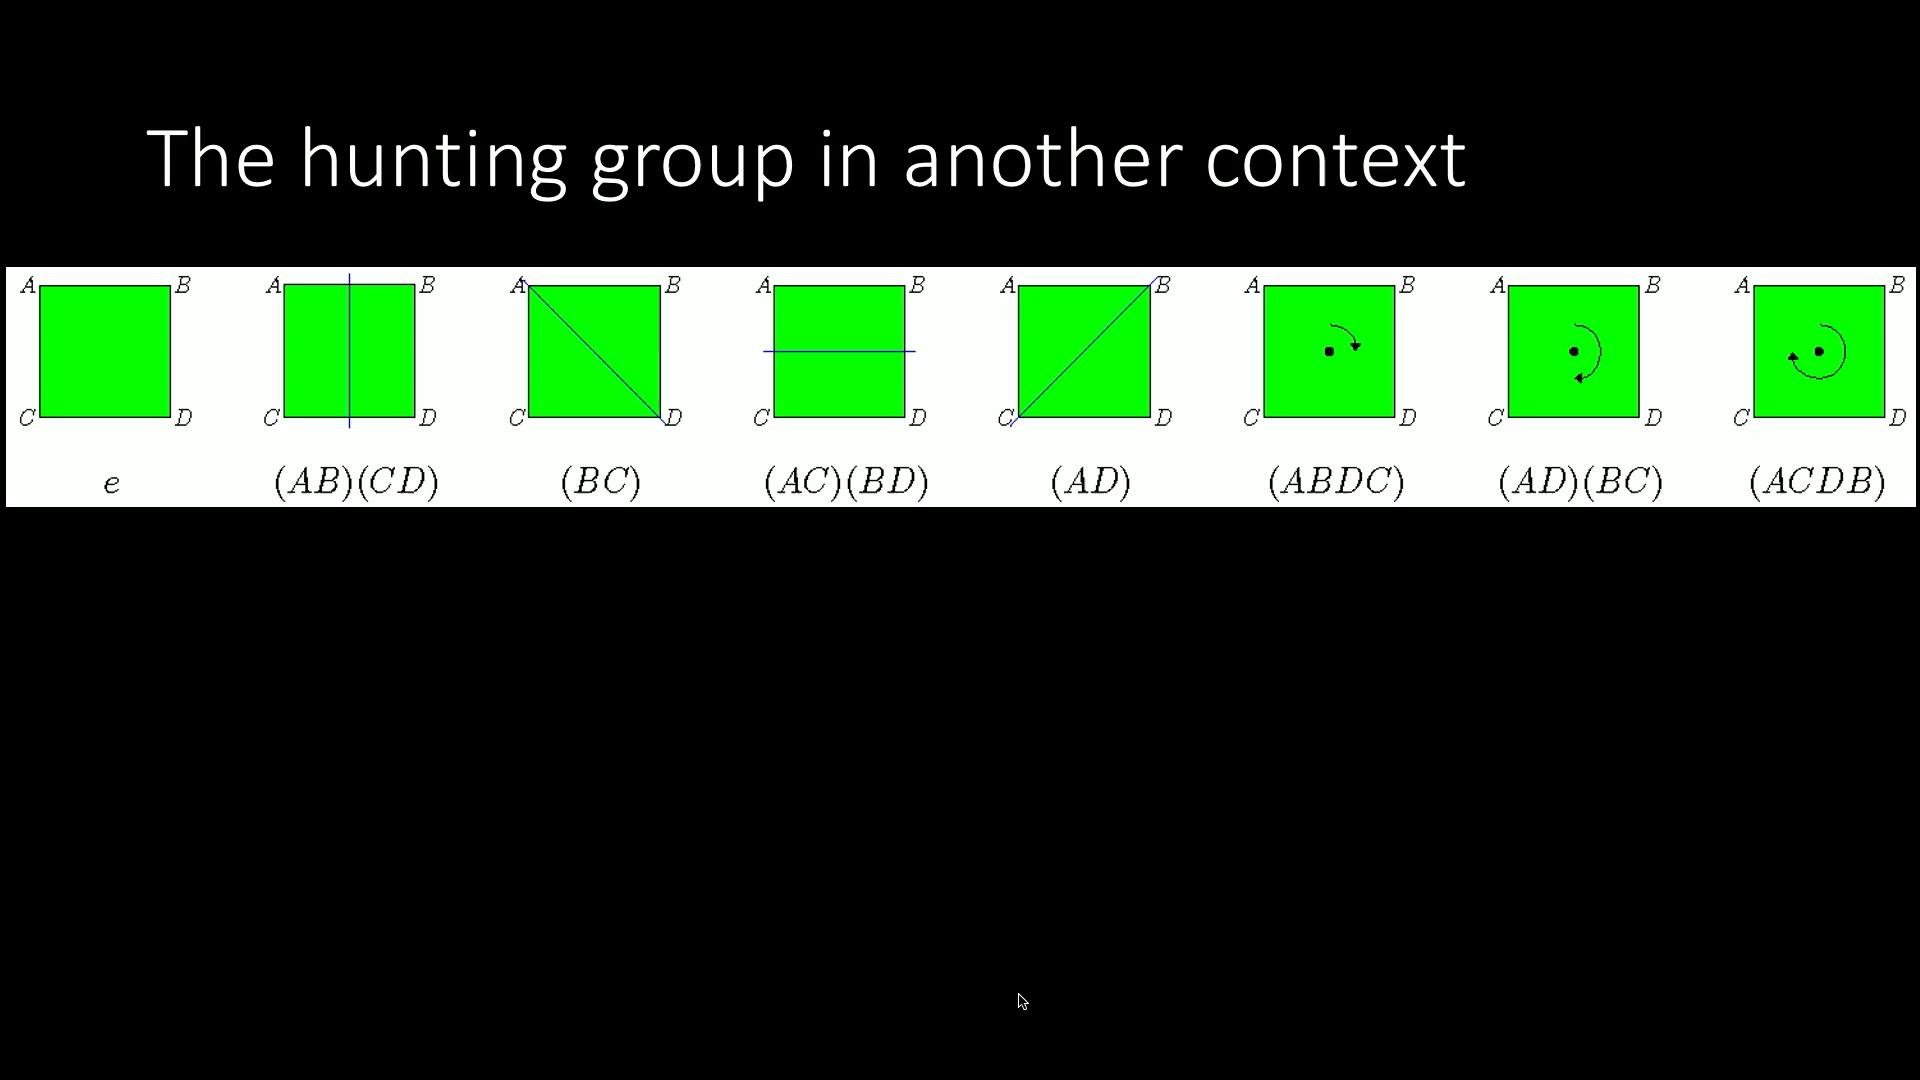 The hunting group in another context
A B A B A B A B A B A B A B A B
C D C D C D C D C D C D C D C D
e (AB)(CD) (BC) (AC)(BD) (AD) (ABDC) (AD)(BC) (ACDB)